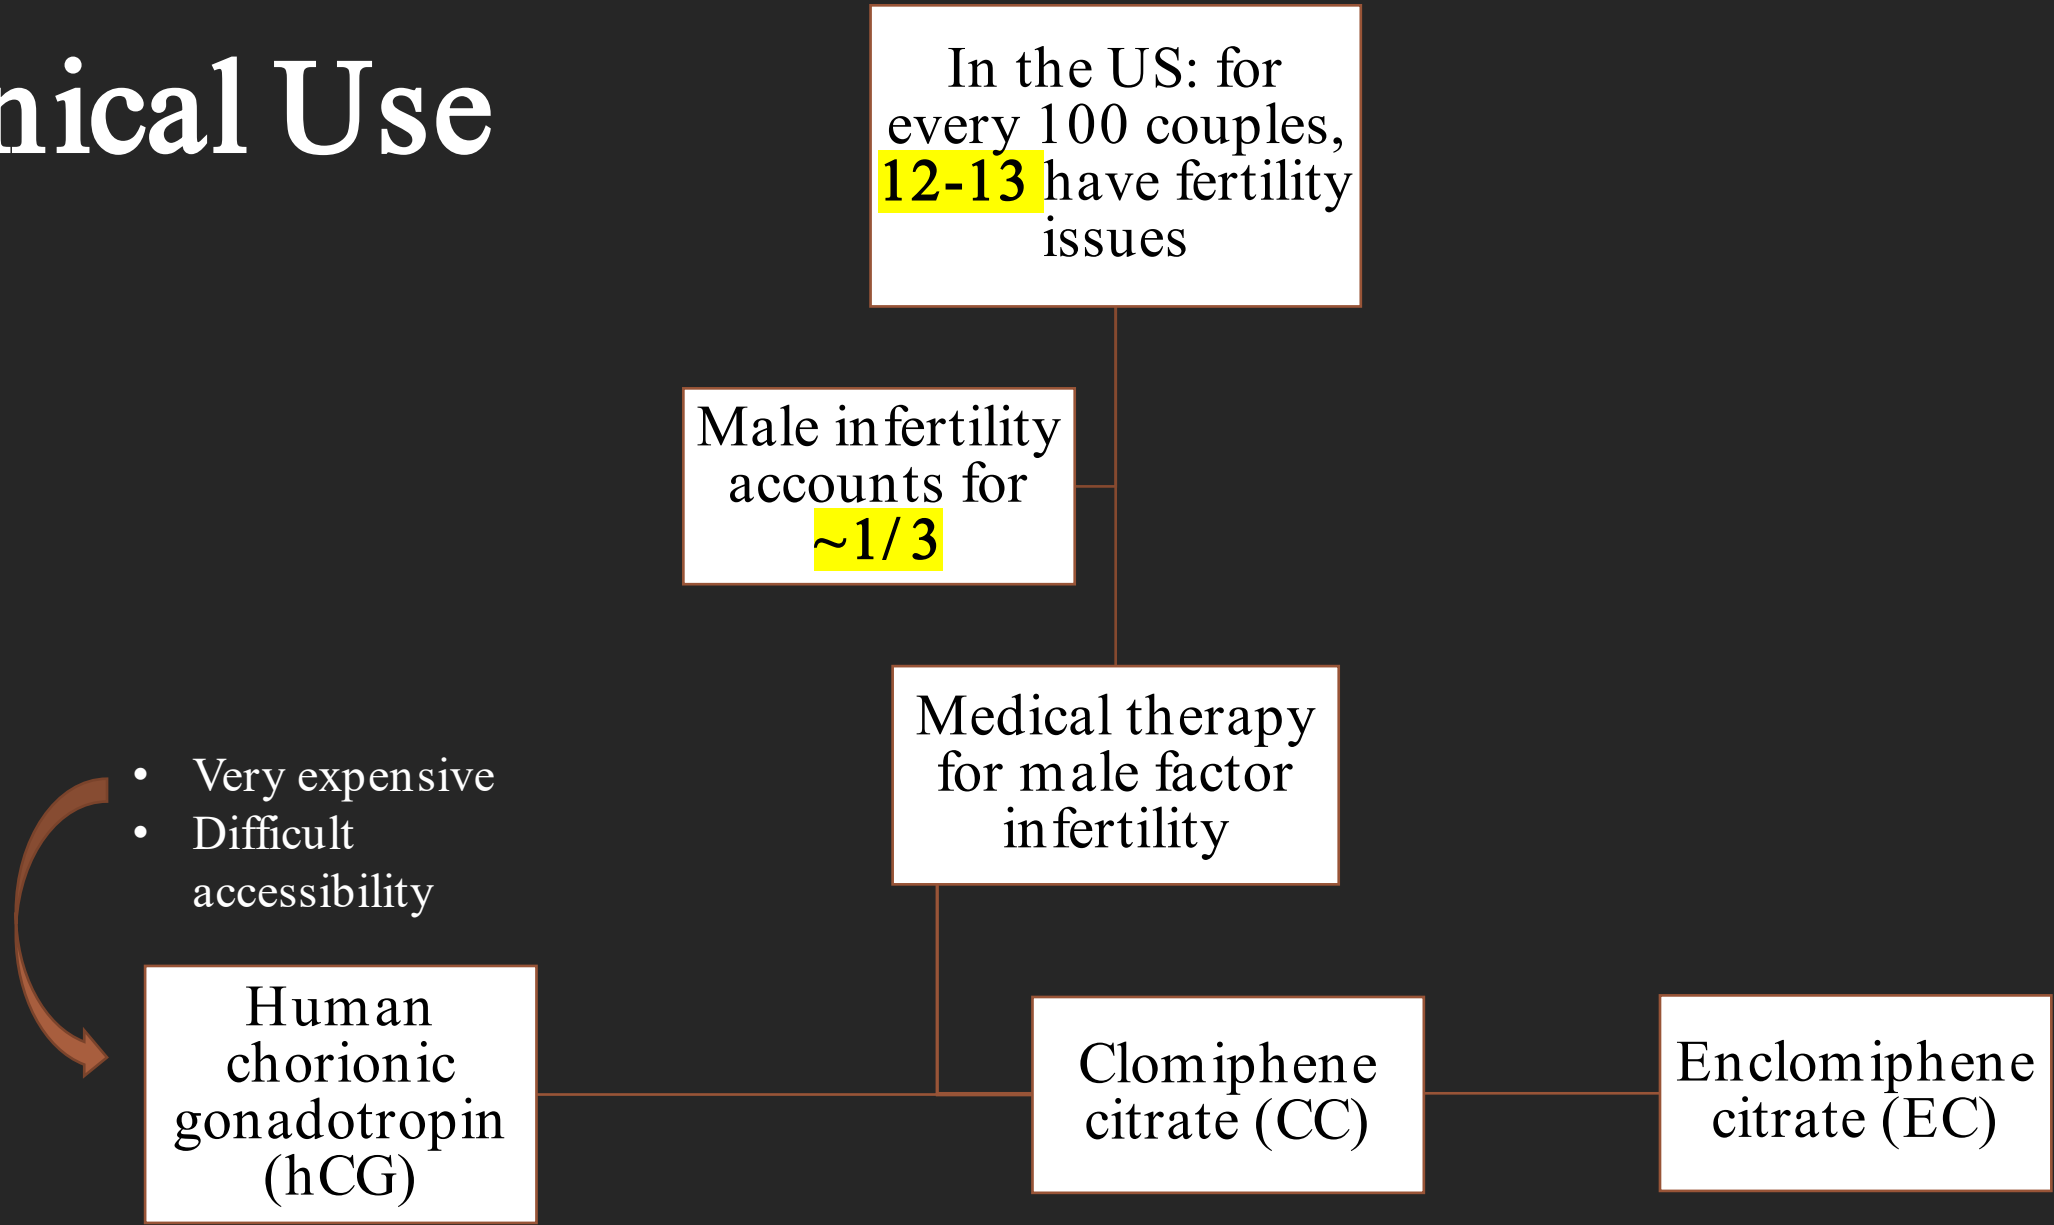 nical Use
In the US: for
every 100 couples,
12-13 have fertility
issues
Male infertility
accounts for
~1/3
Medical therapy
for male factor
infertility
• Very expensive
• Difficult
accessibility
Human
chorionic
gonadotropin
(hCG)
Clomiphene
citrate (CC)
Enclomiphene
citrate (EC)